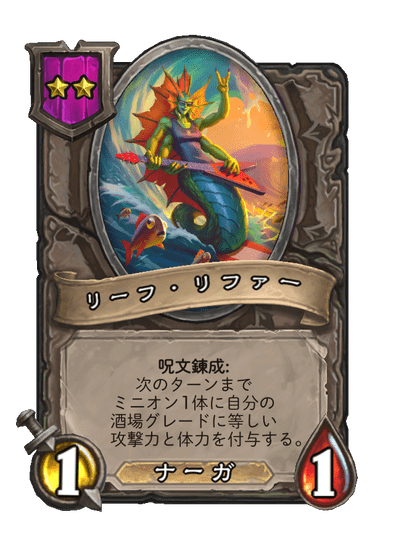 リーフ・リファー
呪文錬成:
次のターンまで
ミニオン1体に自分の
酒場グレードに等しい
攻撃力と体力を付与する。
1
ナーガ
1